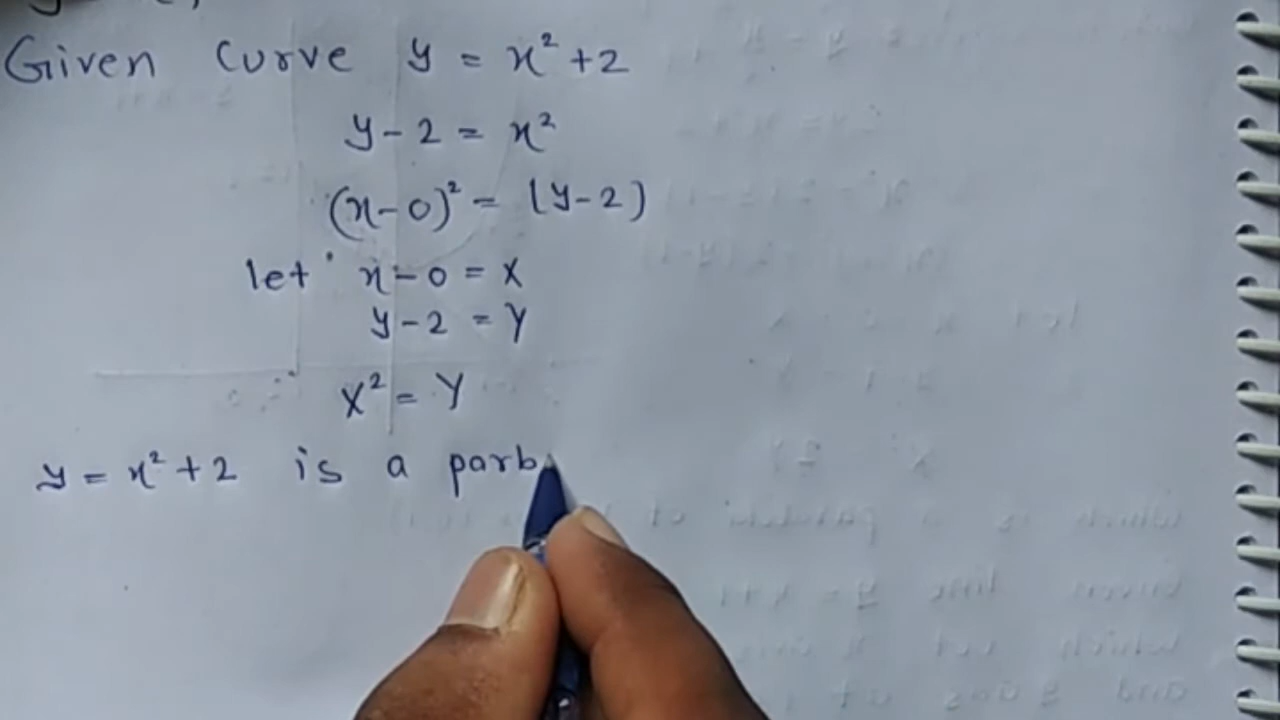 Given Curve y = x² + 2
y - 2 = x²
(x - 0)² = (y - 2)
let x - 0 = X
y - 2 = Y
X² = Y
y = x² + 2 is a parb